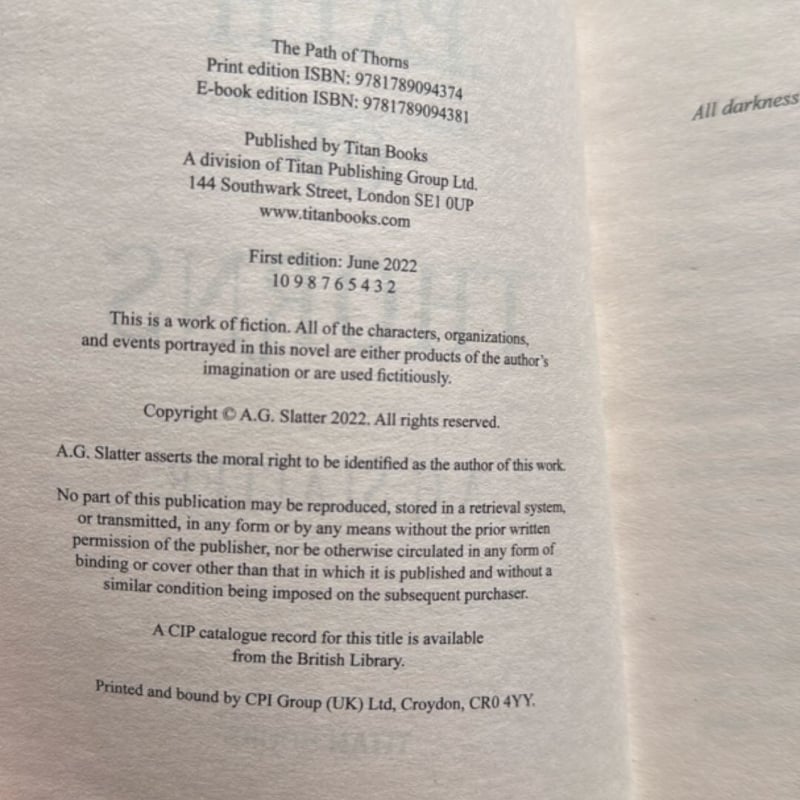 The Path of Thorns
Print edition ISBN: 9781789094374
E-book edition ISBN: 9781789094381
Published by Titan Books
A division of Titan Publishing Group Ltd.
144 Southwark Street, London SE1 0UP
www.titanbooks.com
First edition: June 2022
10 9 8 7 6 5 4 3 2
This is a work of fiction. All of the characters, organizations,
and events portrayed in this novel are either products of the author's
imagination or are used fictitiously.
Copyright © A.G. Slatter 2022. All rights reserved.
A.G. Slatter asserts the moral right to be identified as the author of this work.
No part of this publication may be reproduced, stored in a retrieval system,
or transmitted, in any form or by any means without the prior written
permission of the publisher, nor be otherwise circulated in any form of
binding or cover other than that in which it is published and without a
similar condition being imposed on the subsequent purchaser.
A CIP catalogue record for this title is available
from the British Library.
Printed and bound by CPI Group (UK) Ltd, Croydon, CR0 4YY.
All darkness